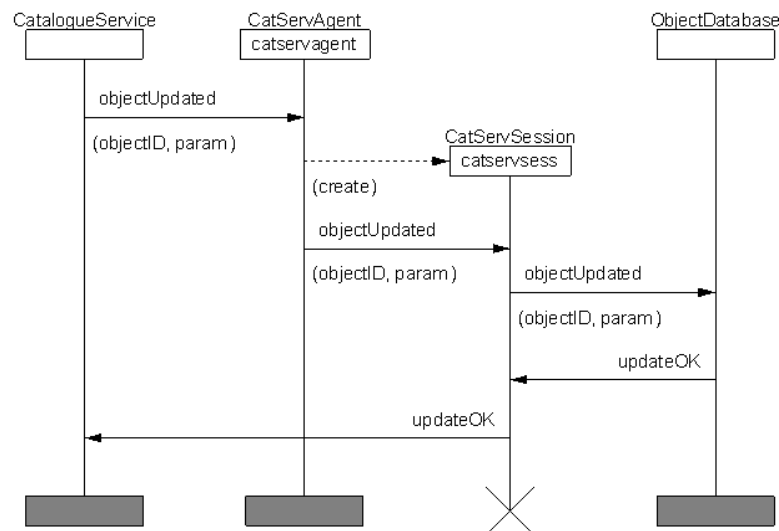 CatalogueService
CatServAgent
ObjectDatabase
catservagent
objectUpdated
(objectID, param)
CatServSession
catservsess
(create)
objectUpdated
(objectID, param)
objectUpdated
(objectID, param)
updateOK
updateOK